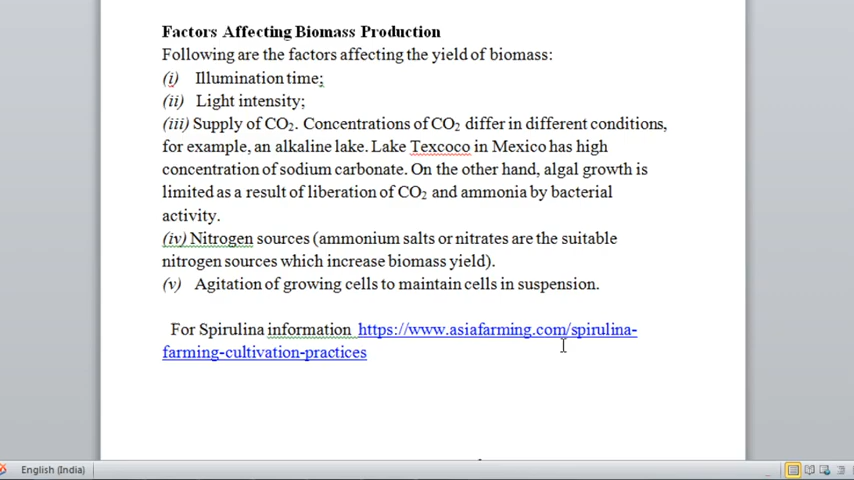 Factors Affecting Biomass Production
Following are the factors affecting the yield of biomass:
(i) Illumination time;
(ii) Light intensity;
(iii) Supply of CO₂. Concentrations of CO₂ differ in different conditions,
for example, an alkaline lake. Lake Texcoco in Mexico has high
concentration of sodium carbonate. On the other hand, algal growth is
limited as a result of liberation of CO₂ and ammonia by bacterial
activity.
(iv) Nitrogen sources (ammonium salts or nitrates are the suitable
nitrogen sources which increase biomass yield).
(v) Agitation of growing cells to maintain cells in suspension.
For Spirulina information https://www.asiafarming.com/spirulina-
farming-cultivation-practices
English (India)